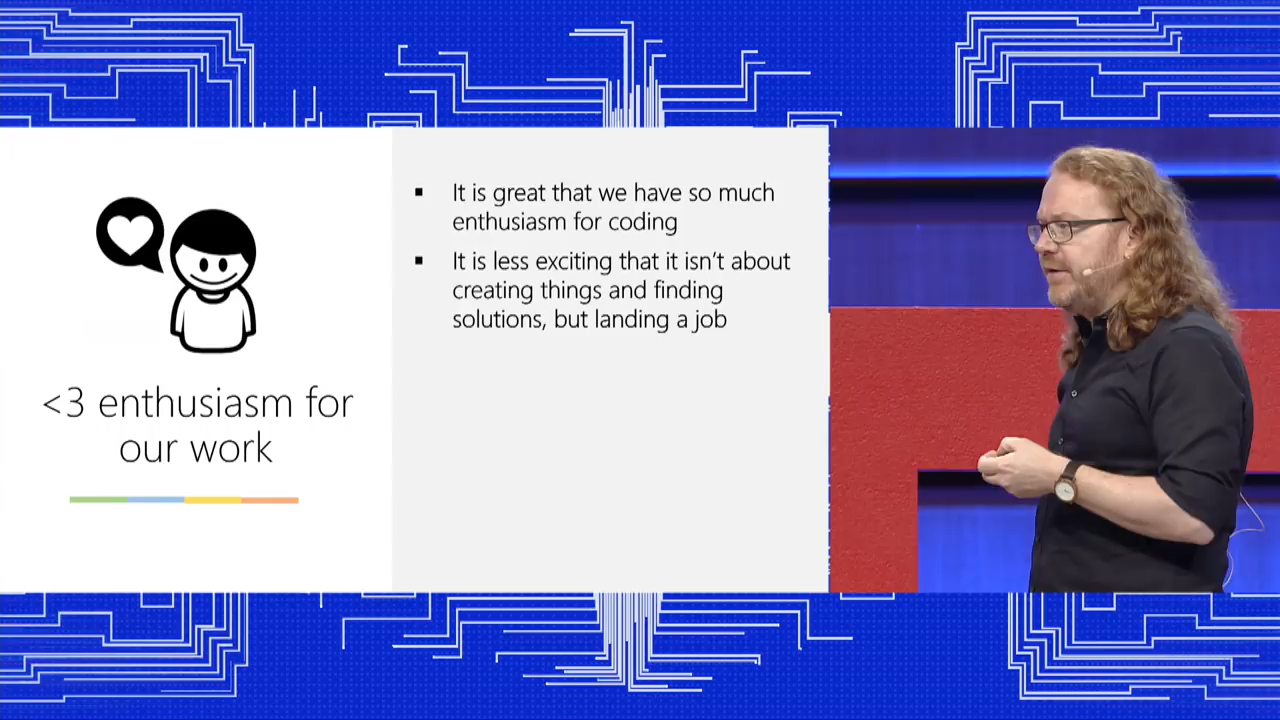 It is great that we have so much
enthusiasm for coding
It is less exciting that it isn't about
creating things and finding
solutions, but landing a job
<3 enthusiasm for
our work